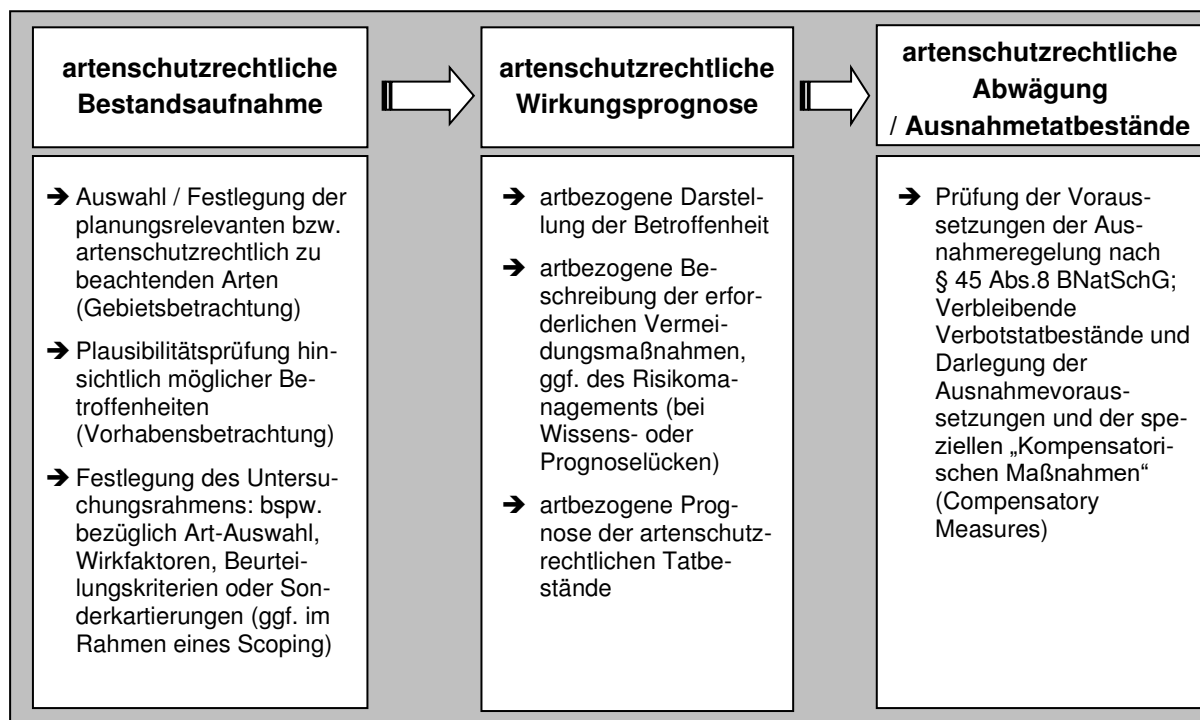 artenschutzrechtliche
Bestandsaufnahme
➔ Auswahl / Festlegung der
planungsrelevanten bzw.
artenschutzrechtlich zu
beachtenden Arten
(Gebietsbetrachtung)
➔ Plausibilitätsprüfung hin-
sichtlich möglicher Be-
troffenheiten
(Vorhabensbetrachtung)
➔ Festlegung des Untersu-
chungsrahmens: bspw.
bezüglich Art-Auswahl,
Wirkfaktoren, Beurtei-
lungskriterien oder Son-
derkartierungen (ggf. im
Rahmen eines Scoping)
artenschutzrechtliche
Wirkungsprognose
➔ artbezogene Darstel-
lung der Betroffenheit
➔ artbezogene Be-
schreibung der erfor-
derlichen Vermei-
dungsmaßnahmen,
ggf. des Risikoma-
nagements (bei
Wissens- oder
Prognoselücken)
➔ artbezogene Prog-
nose der artenschutz-
rechtlichen Tatbe-
stände
artenschutzrechtliche
Abwägung
/ Ausnahmetatbestände
➔ Prüfung der Voraus-
setzungen der Aus-
nahmeregelung nach
§ 45 Abs.8 BNatSchG;
Verbleibende
Verbotstatbestände und
Darlegung der
Ausnahmevoraus-
setzungen und der spe-
ziellen „Kompensatori-
schen Maßnahmen“
(Compensatory
Measures)